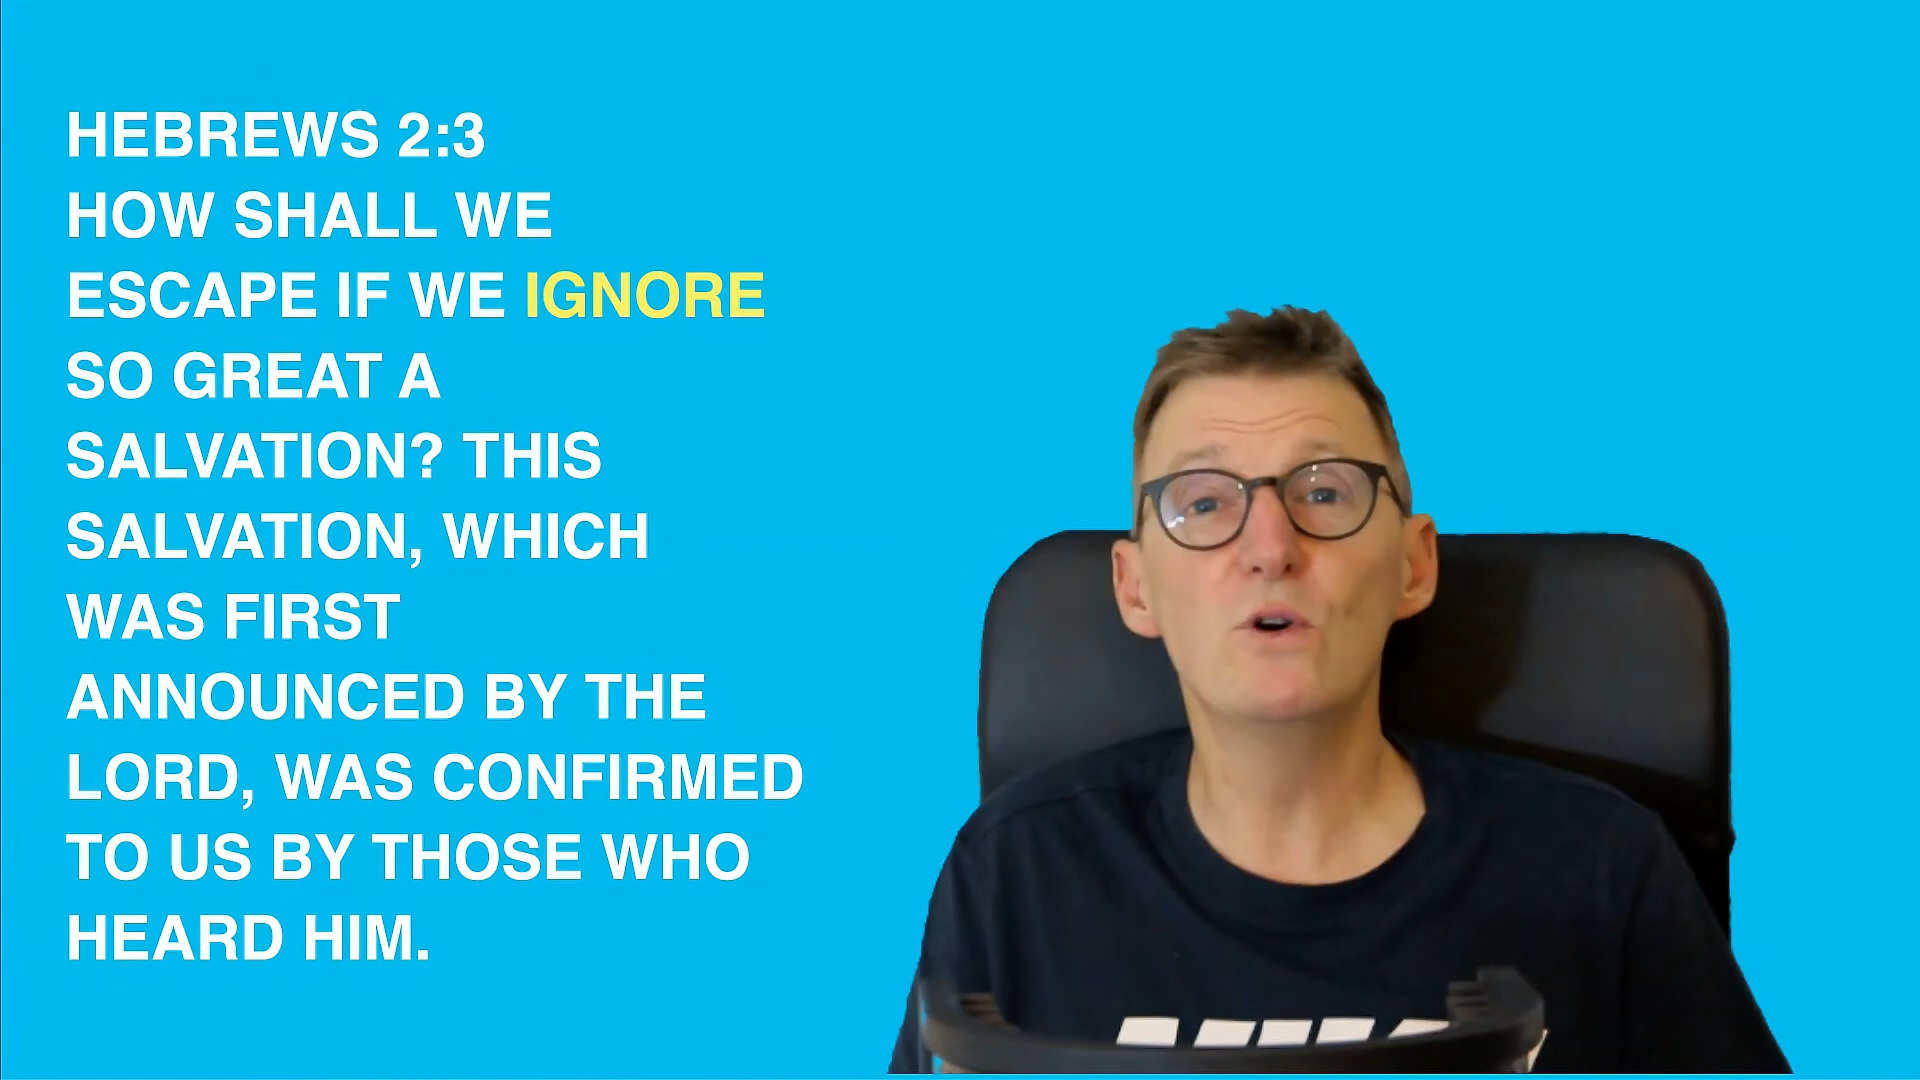 HEBREWS 2:3
HOW SHALL WE
ESCAPE IF WE IGNORE
SO GREAT A
SALVATION? THIS
SALVATION, WHICH
WAS FIRST
ANNOUNCED BY THE
LORD, WAS CONFIRMED
TO US BY THOSE WHO
HEARD HIM.